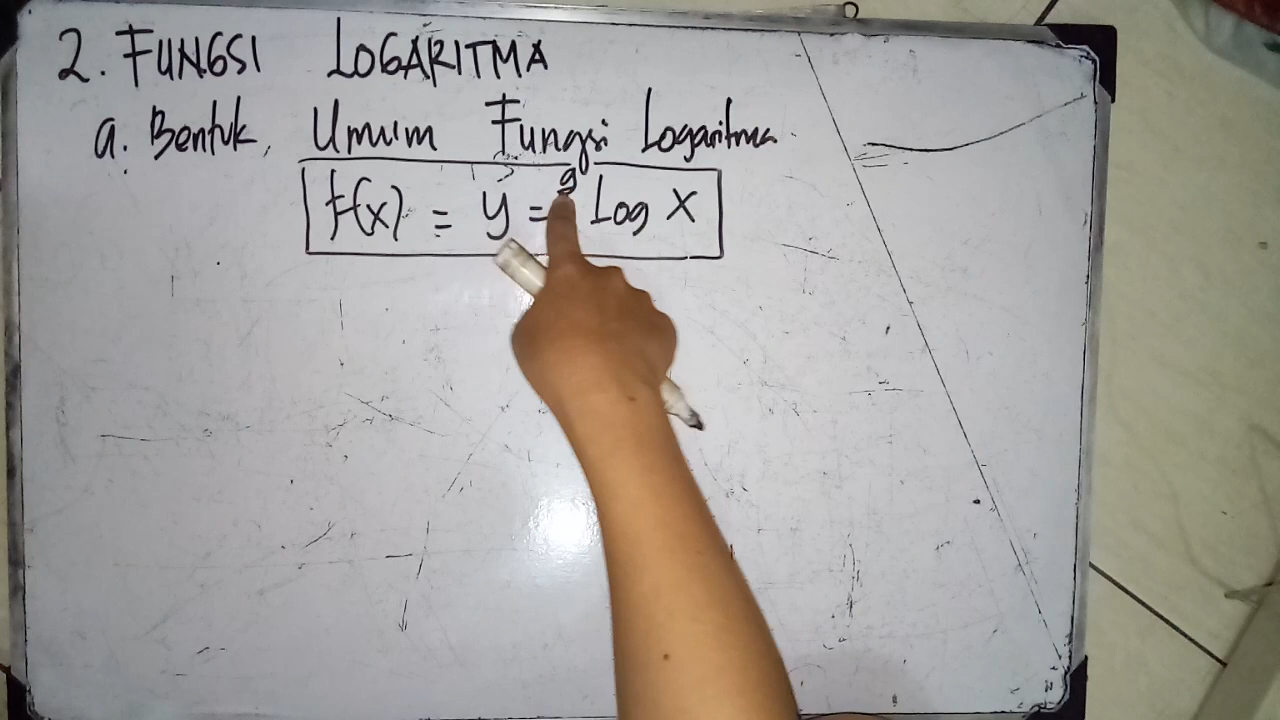 2. FUNGSI LOGARITMA
a. Bentuk Umum Fungsi Logaritma
f(x) = y = ᵍ Log x